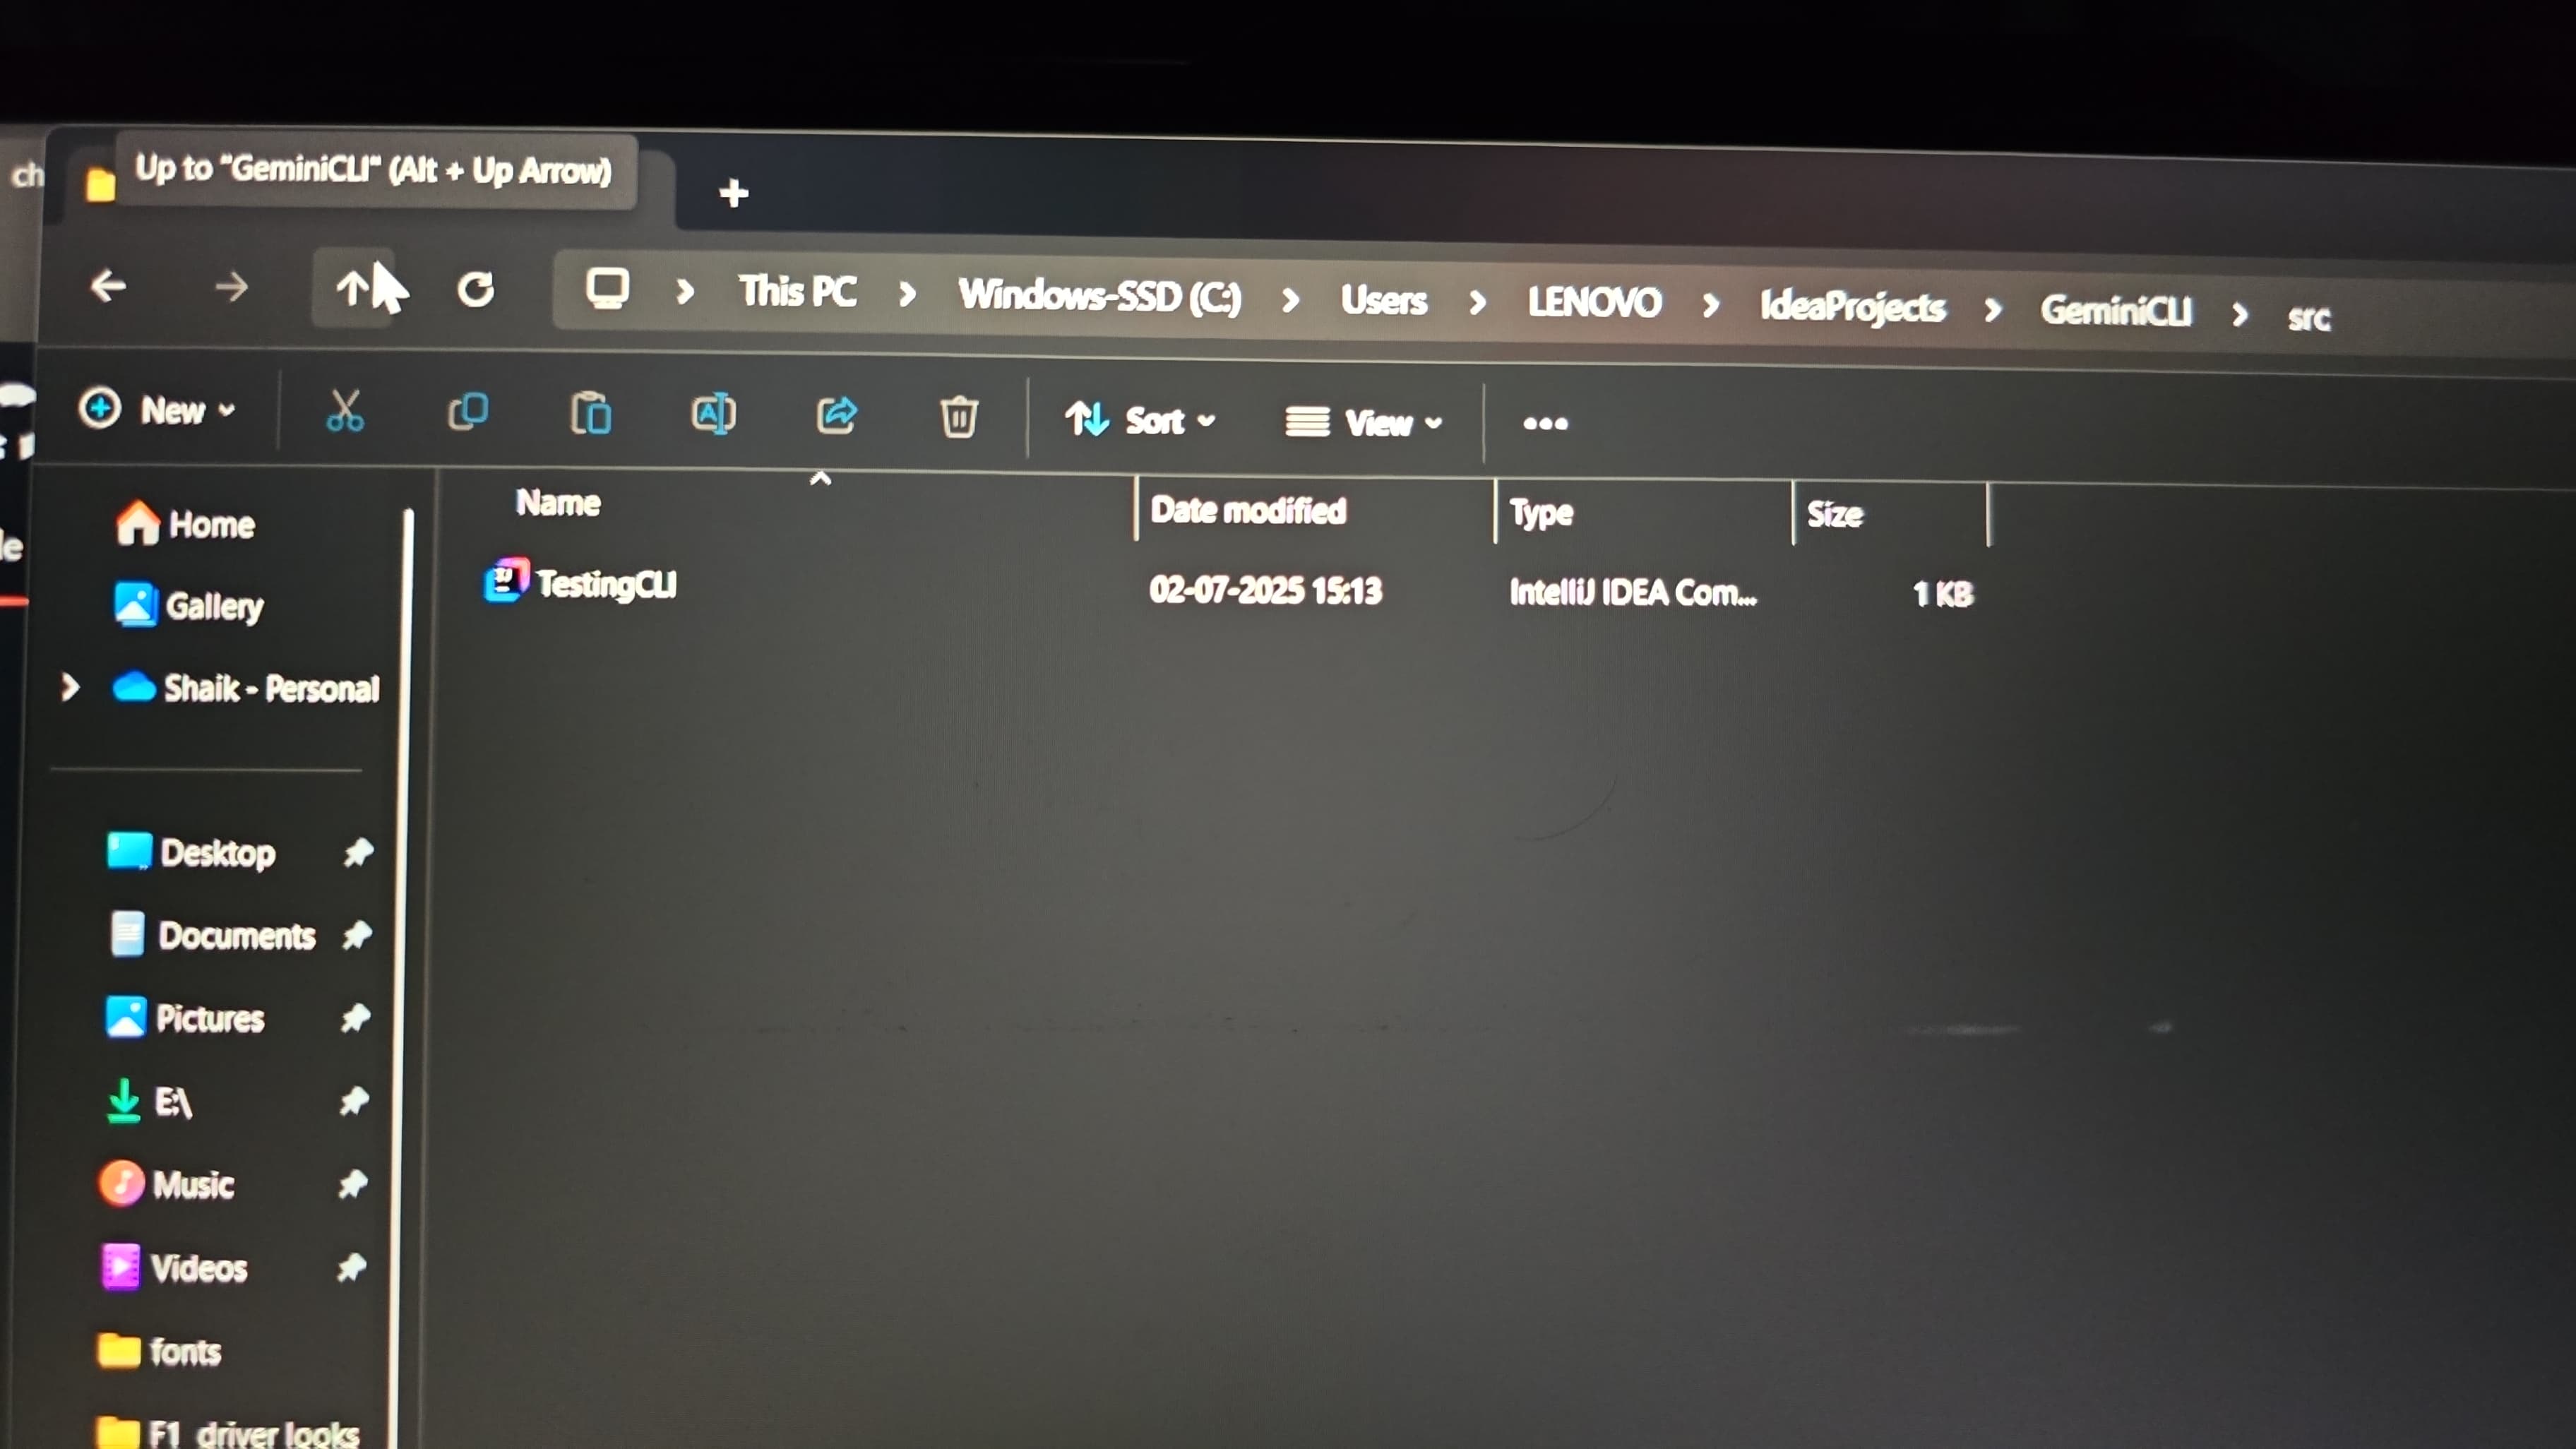 ch
Up to "GeminiCLI" (Alt + Up Arrow)
This PC > Windows-SSD (C:) > Users > LENOVO > IdeaProjects > GeminiCLI > src
New
Sort
View
Name
Date modified
Type
Size
TestingCLI
02-07-2025 15:13
IntelliJ IDEA Com...
1 KB
Home
Gallery
Shaik - Personal
Desktop
Documents
Pictures
E:\
Music
Videos
fonts
F1 driver looks